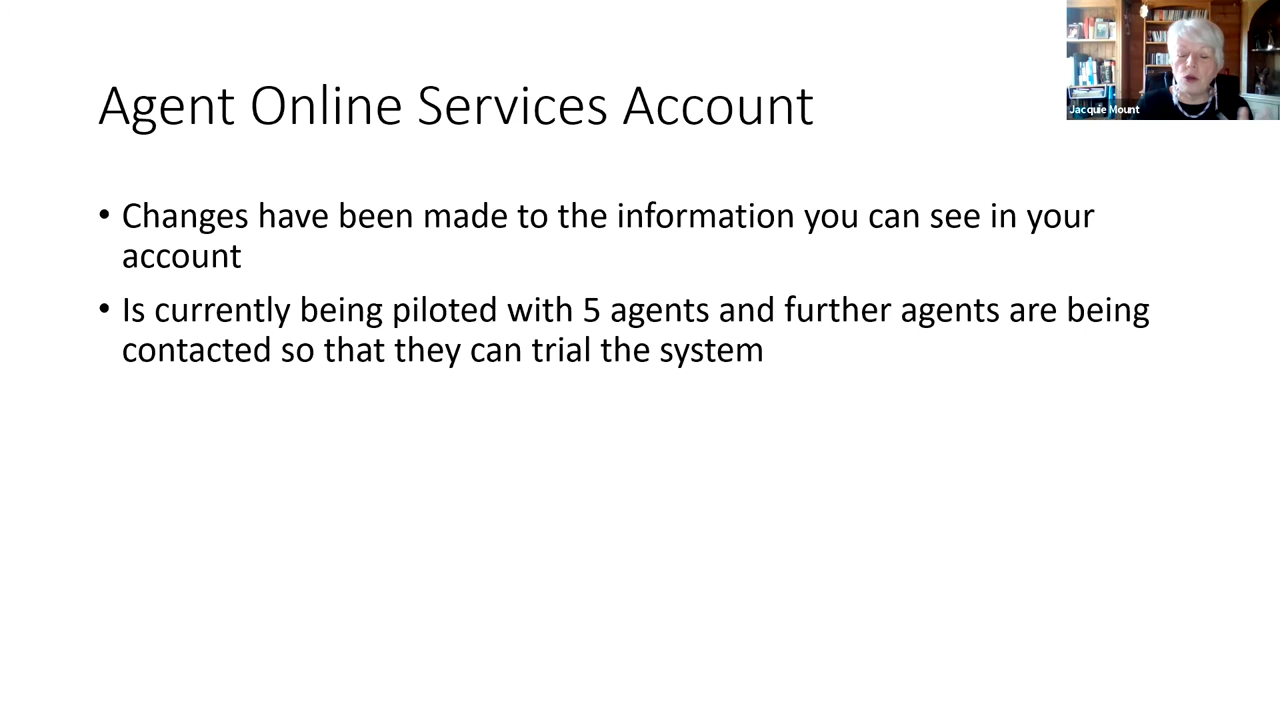 Agent Online Services Account
Jacquie Mount
• Changes have been made to the information you can see in your
account
• Is currently being piloted with 5 agents and further agents are being
contacted so that they can trial the system